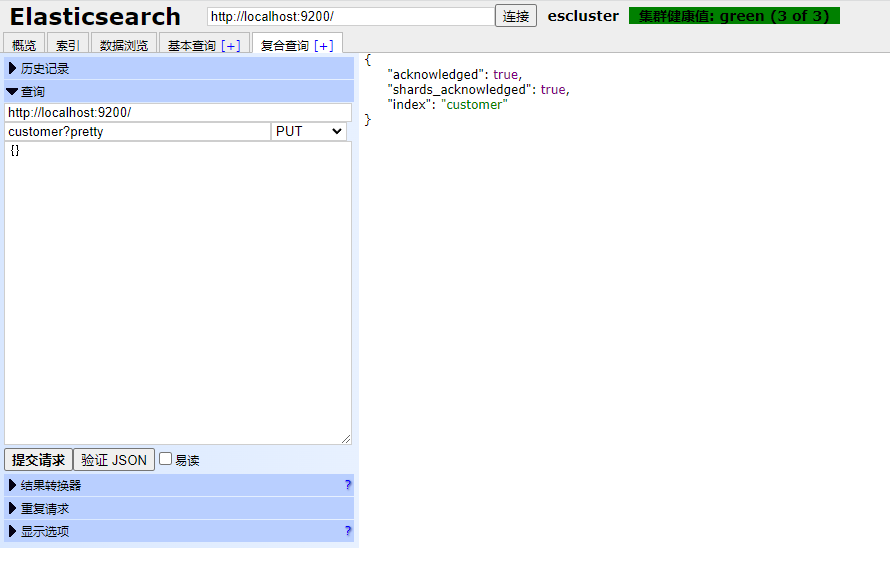 Elasticsearch http://localhost:9200/ 连接 escluster 集群健康值: green (3 of 3)
概览 索引 数据浏览 基本查询 [+] 复合查询 [+]
历史记录
查询
http://localhost:9200/
customer?pretty PUT
{}
提交请求 验证 JSON 易读
结果转换器 ?
重复请求
显示选项 ?
{
"acknowledged": true,
"shards_acknowledged": true,
"index": "customer"
}